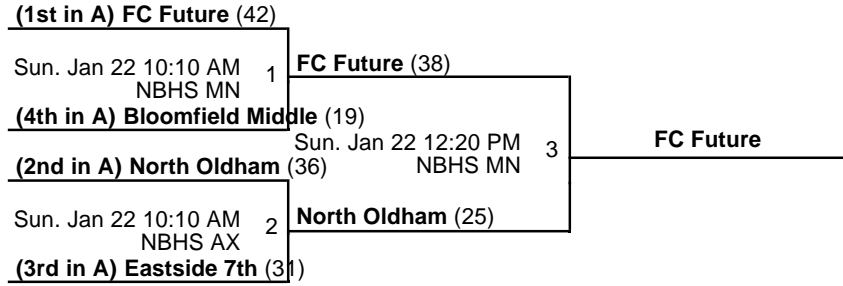 (1st in A) FC Future (42)
Sun. Jan 22 10:10 AM 1
NBHS MN
FC Future (38)
(4th in A) Bloomfield Middle (19)
Sun. Jan 22 12:20 PM 3
NBHS MN
FC Future
(2nd in A) North Oldham (36)
Sun. Jan 22 10:10 AM 2
NBHS AX
North Oldham (25)
(3rd in A) Eastside 7th (31)